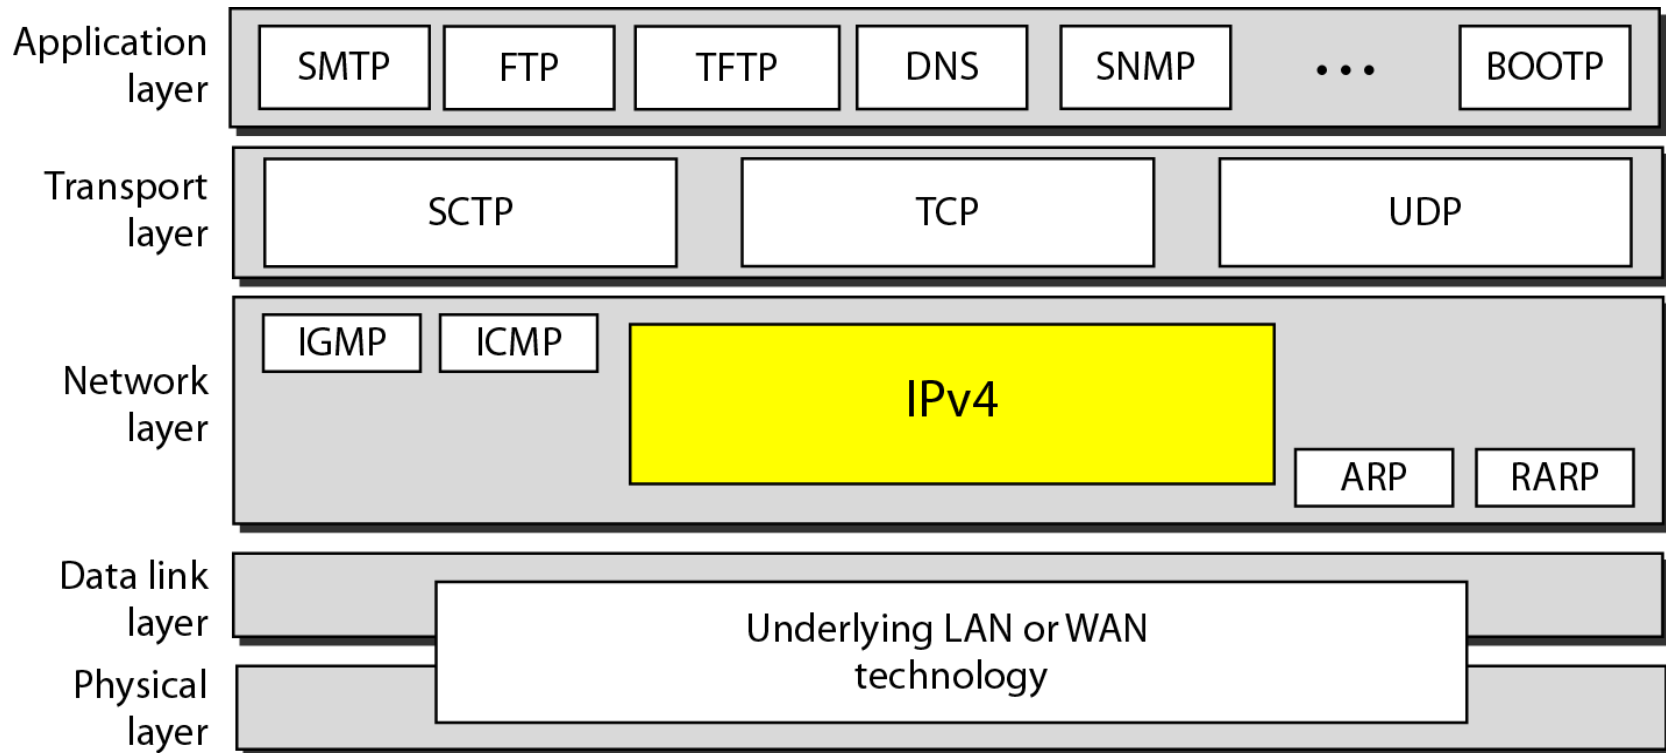 Application
layer
SMTP
FTP
TFTP
DNS
SNMP
...
BOOTP
Transport
layer
SCTP
TCP
UDP
Network
layer
IGMP
ICMP
IPv4
ARP
RARP
Data link
layer
Underlying LAN or WAN
technology
Physical
layer